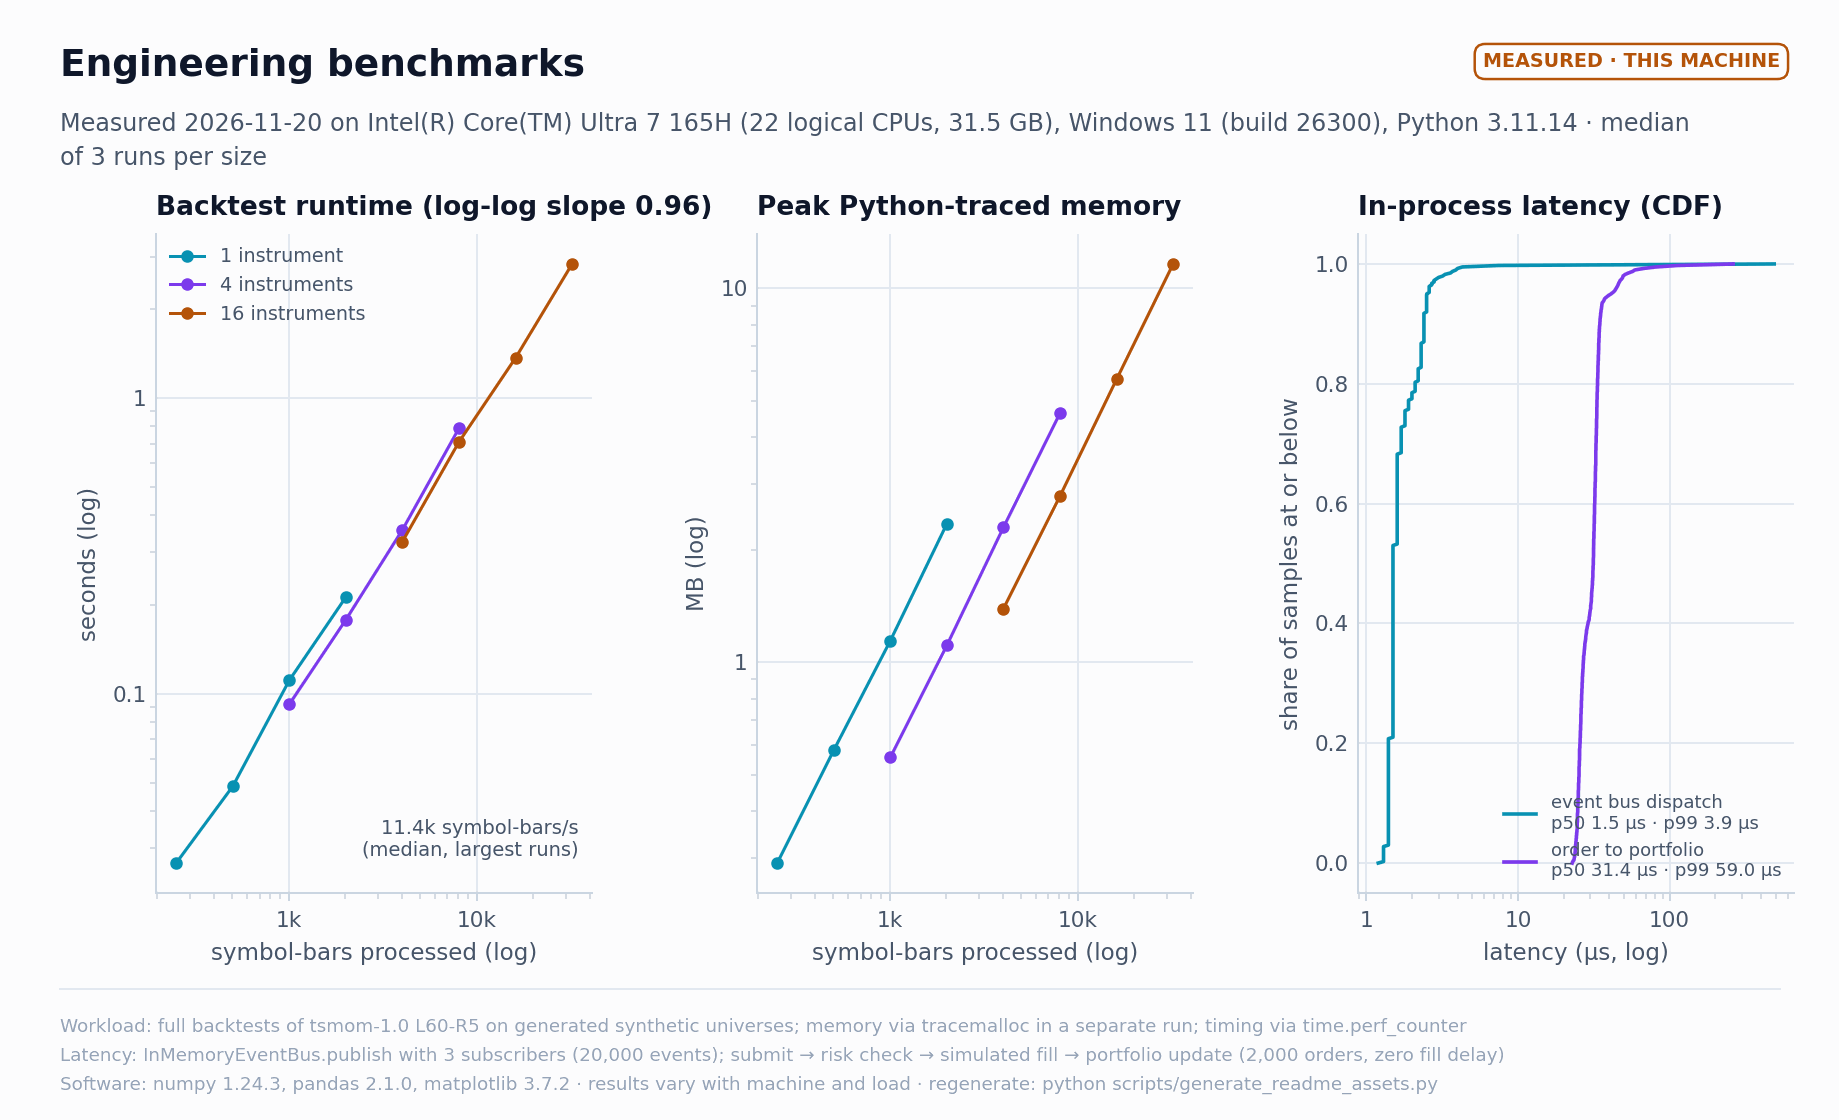 Engineering benchmarks
MEASURED · THIS MACHINE
Measured 2026-11-20 on Intel(R) Core(TM) Ultra 7 165H (22 logical CPUs, 31.5 GB), Windows 11 (build 26300), Python 3.11.14 · median
of 3 runs per size
Backtest runtime (log-log slope 0.96)
1 instrument
4 instruments
16 instruments
1
0.1
seconds (log)
11.4k symbol-bars/s
(median, largest runs)
1k
10k
symbol-bars processed (log)
Peak Python-traced memory
10
1
MB (log)
1k
10k
symbol-bars processed (log)
In-process latency (CDF)
1.0
0.8
0.6
0.4
0.2
0.0
share of samples at or below
event bus dispatch
p50 1.5 µs · p99 3.9 µs
order to portfolio
p50 31.4 µs · p99 59.0 µs
1
10
100
latency (µs, log)
Workload: full backtests of tsmom-1.0 L60-R5 on generated synthetic universes; memory via tracemalloc in a separate run; timing via time.perf_counter
Latency: InMemoryEventBus.publish with 3 subscribers (20,000 events); submit → risk check → simulated fill → portfolio update (2,000 orders, zero fill delay)
Software: numpy 1.24.3, pandas 2.1.0, matplotlib 3.7.2 · results vary with machine and load · regenerate: python scripts/generate_readme_assets.py